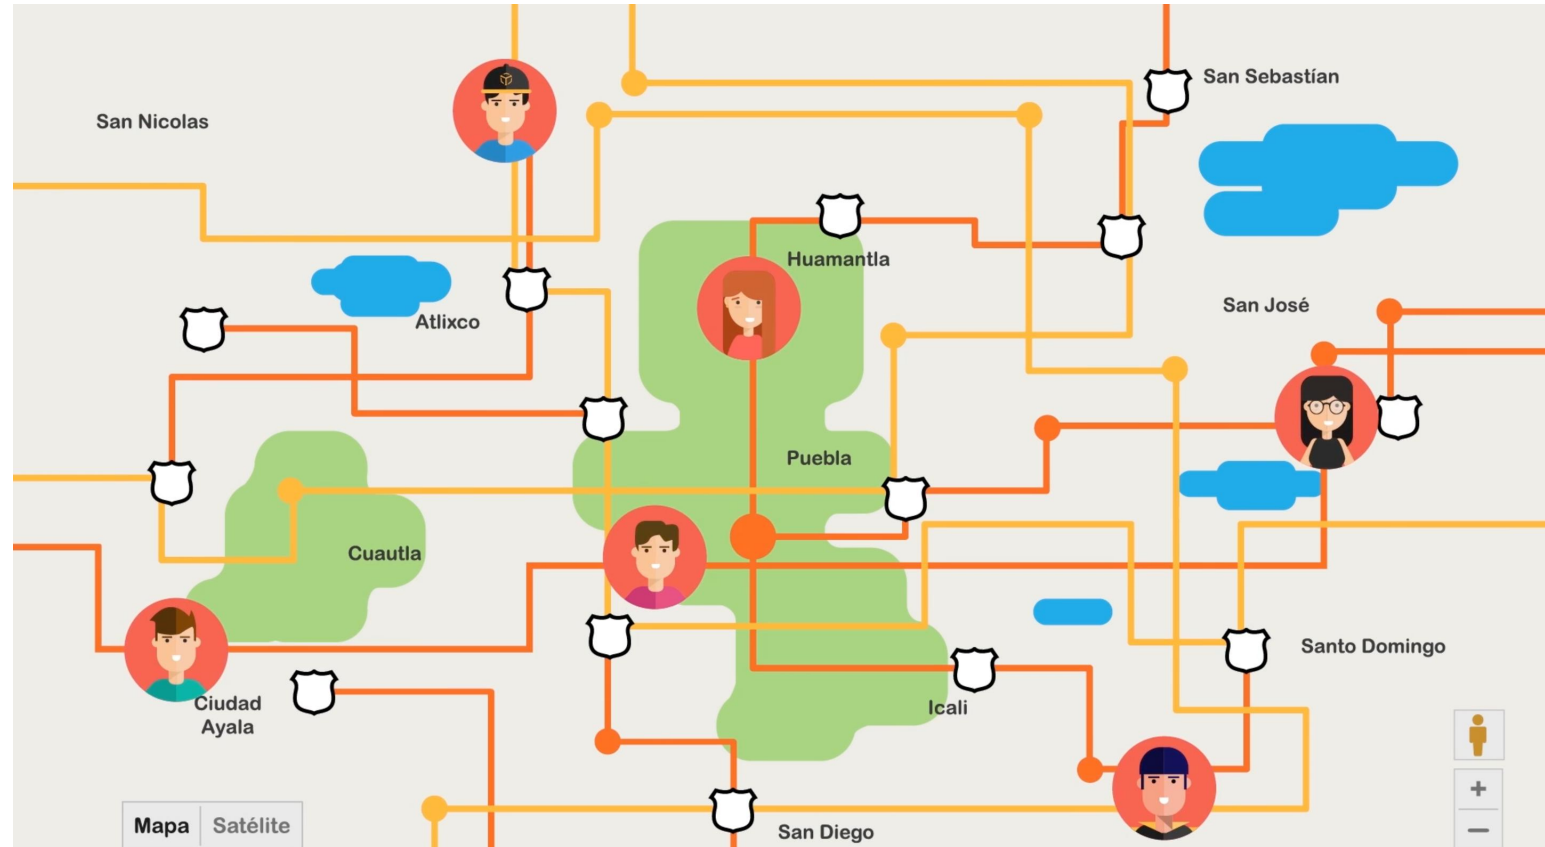 San Sebastían
San Nicolas
Huamantla
San José
Atlixco
Puebla
Cuautla
Santo Domingo
Ciudad
Ayala
Icali
+
Mapa
Satélite
San Diego
−